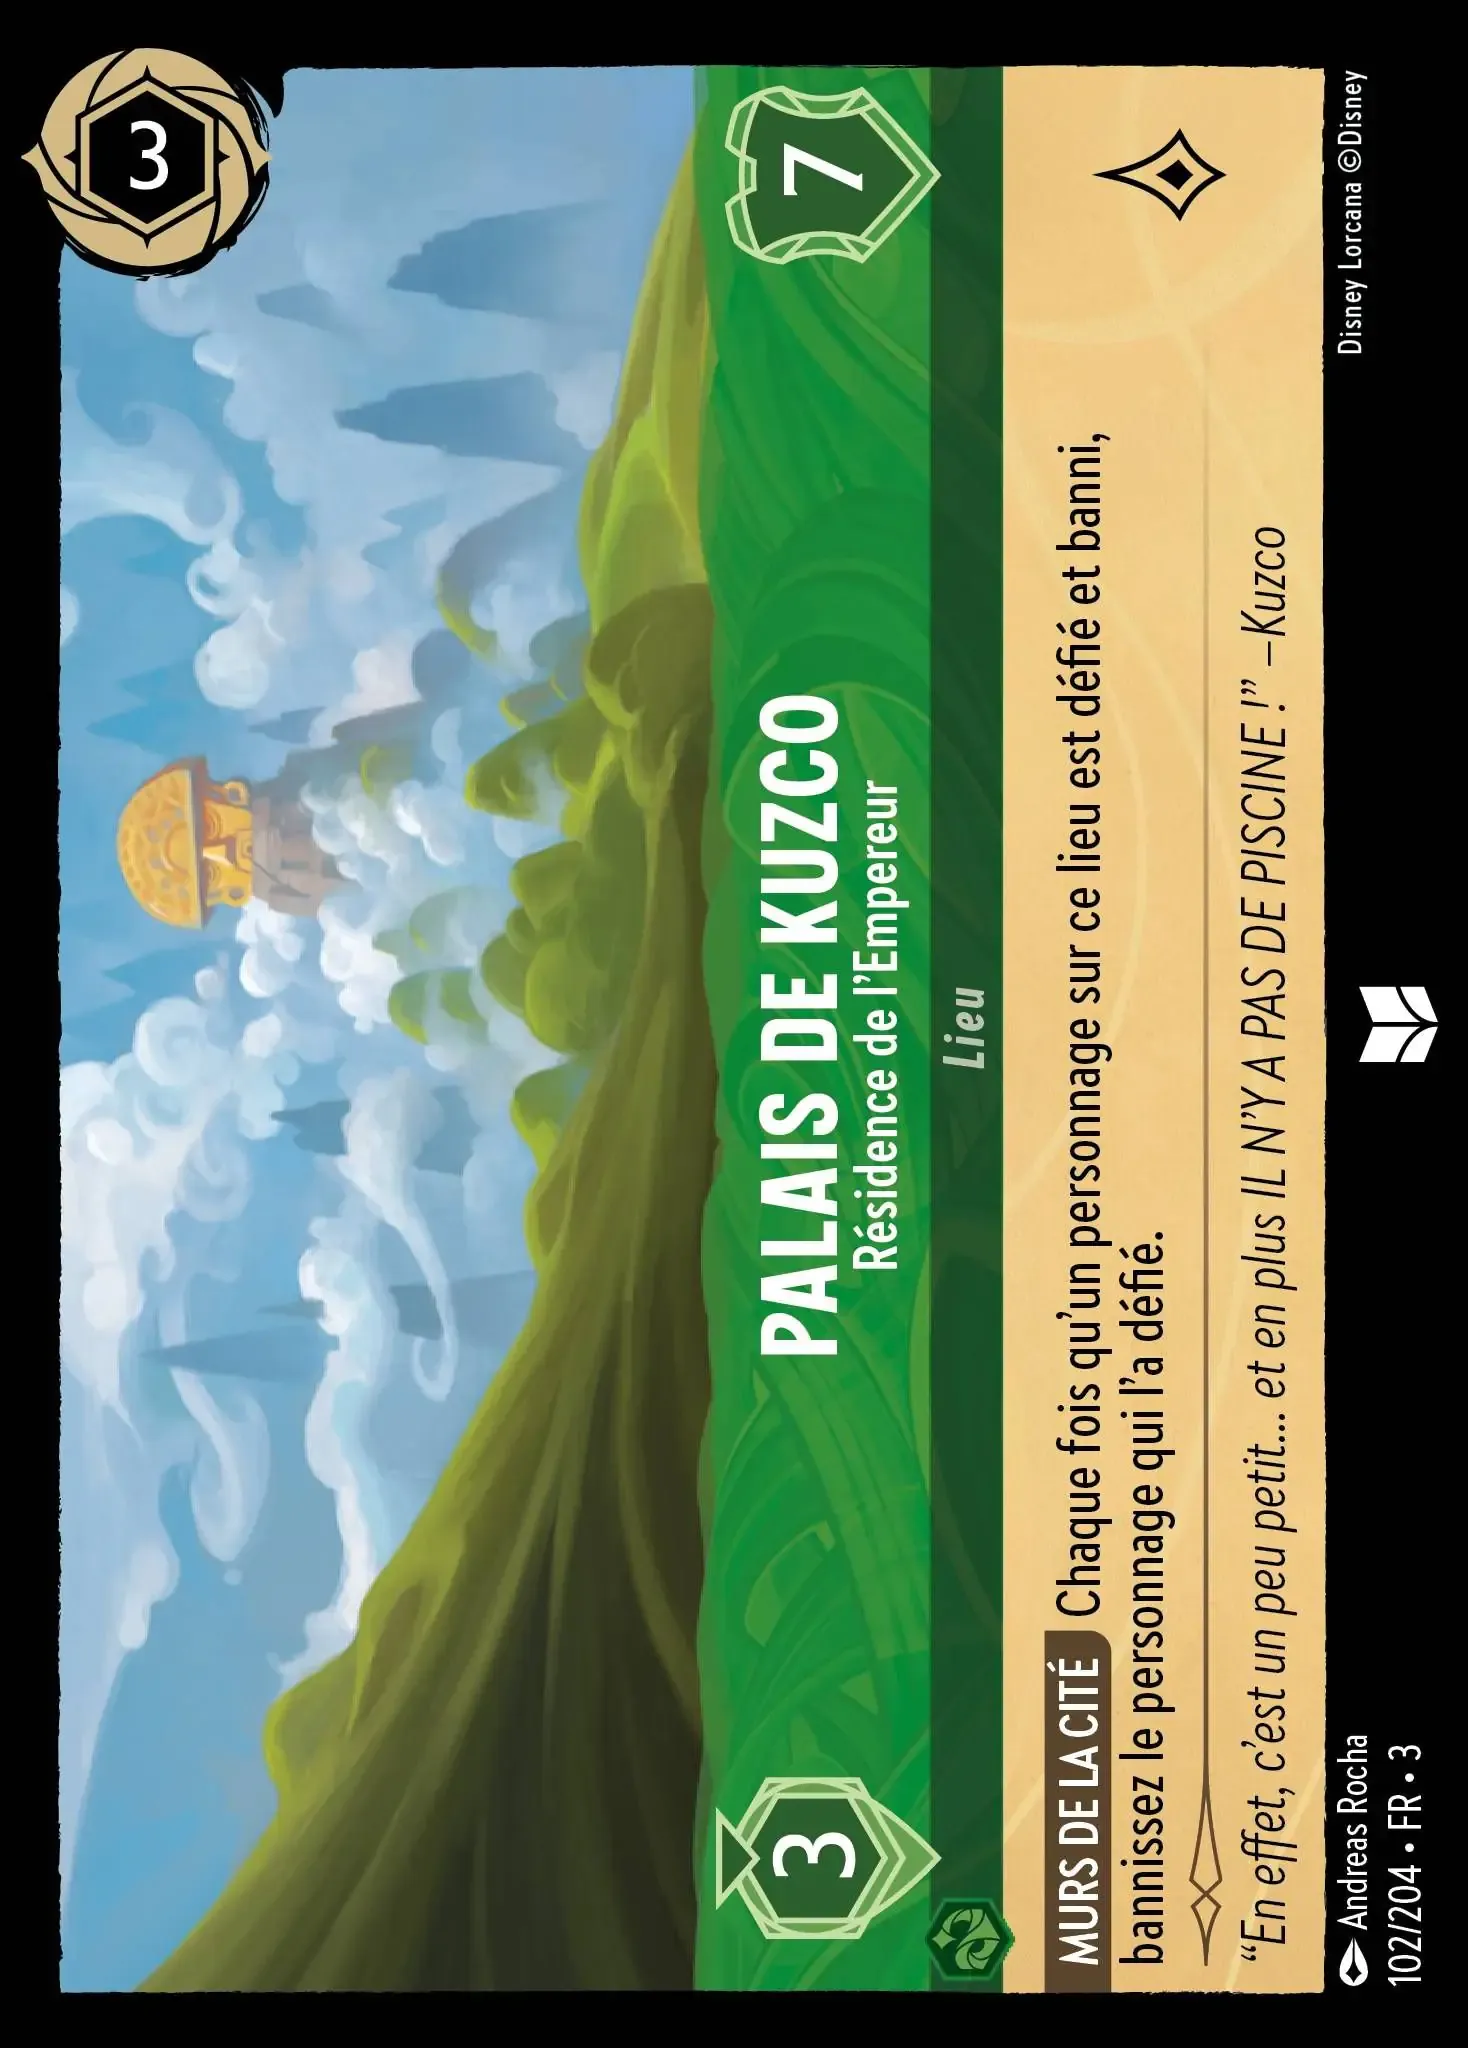 3
3
PALAIS DE KUZCO
Résidence de l'Empereur
7
Lieu
MURS DE LA CITÉ Chaque fois qu'un personnage sur ce lieu est défié et banni,
bannissez le personnage qui l'a défié.
“En effet, c'est un peu petit... et en plus IL N'Y A PAS DE PISCINE !” –Kuzco
Andreas Rocha
102/204 • FR • 3
Disney Lorcana ©Disney